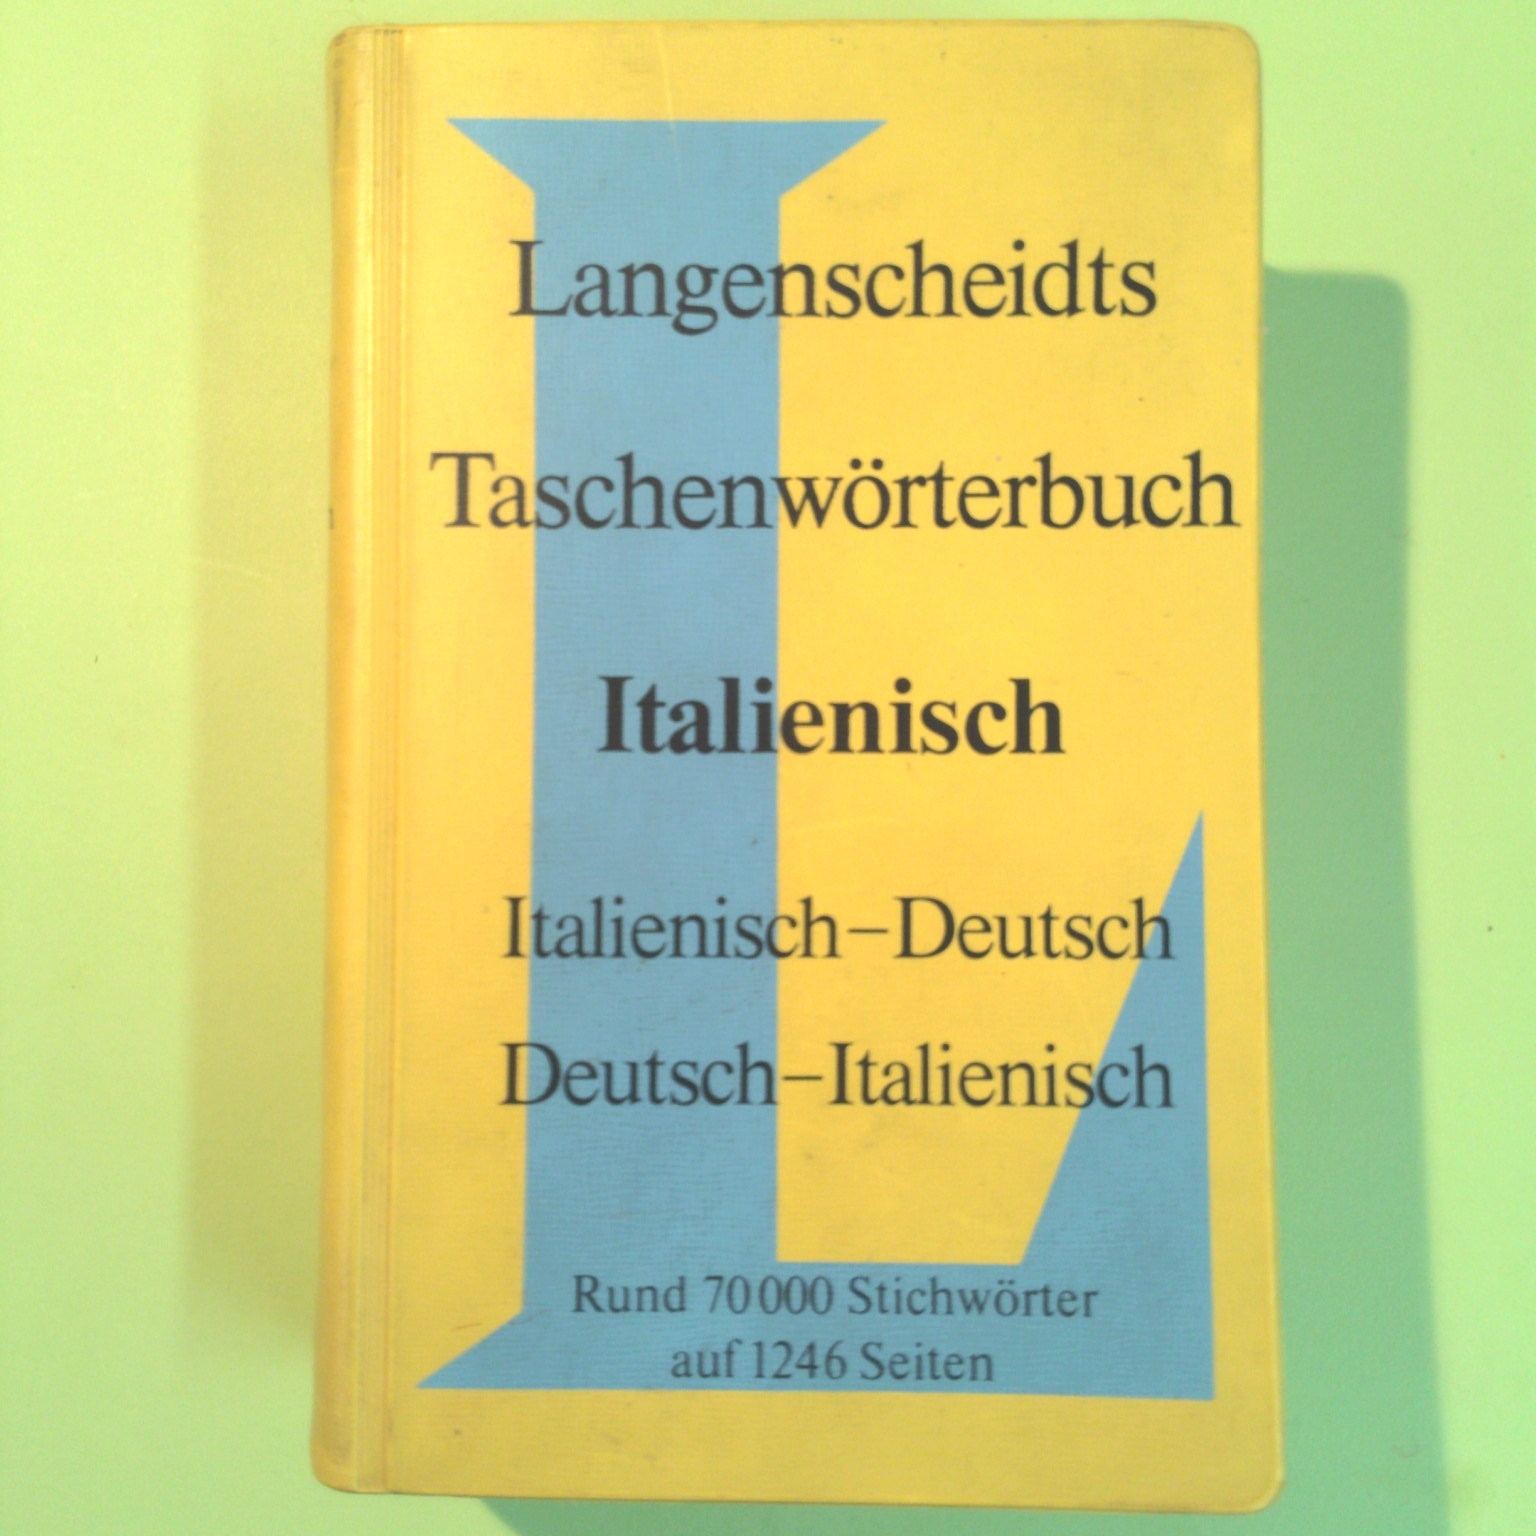 Langenscheidts
Taschenwörterbuch
Italienisch
Italienisch–Deutsch
Deutsch–Italienisch
Rund 70000 Stichwörter
auf 1246 Seiten